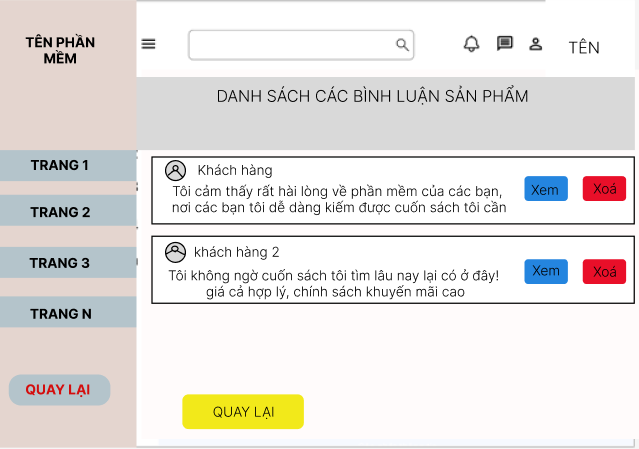 TÊN PHẦN
MỀM
TÊN
DANH SÁCH CÁC BÌNH LUẬN SẢN PHẨM
TRANG 1
TRANG 2
TRANG 3
TRANG N
QUAY LẠI
Khách hàng
Tôi cảm thấy rất hài lòng về phần mềm của các bạn,
nơi các bạn tôi dễ dàng kiếm được cuốn sách tôi cần
Xem
Xoá
khách hàng 2
Tôi không ngờ cuốn sách tôi tìm lâu nay lại có ở đây!
giá cả hợp lý, chính sách khuyến mãi cao
Xem
Xoá
QUAY LẠI